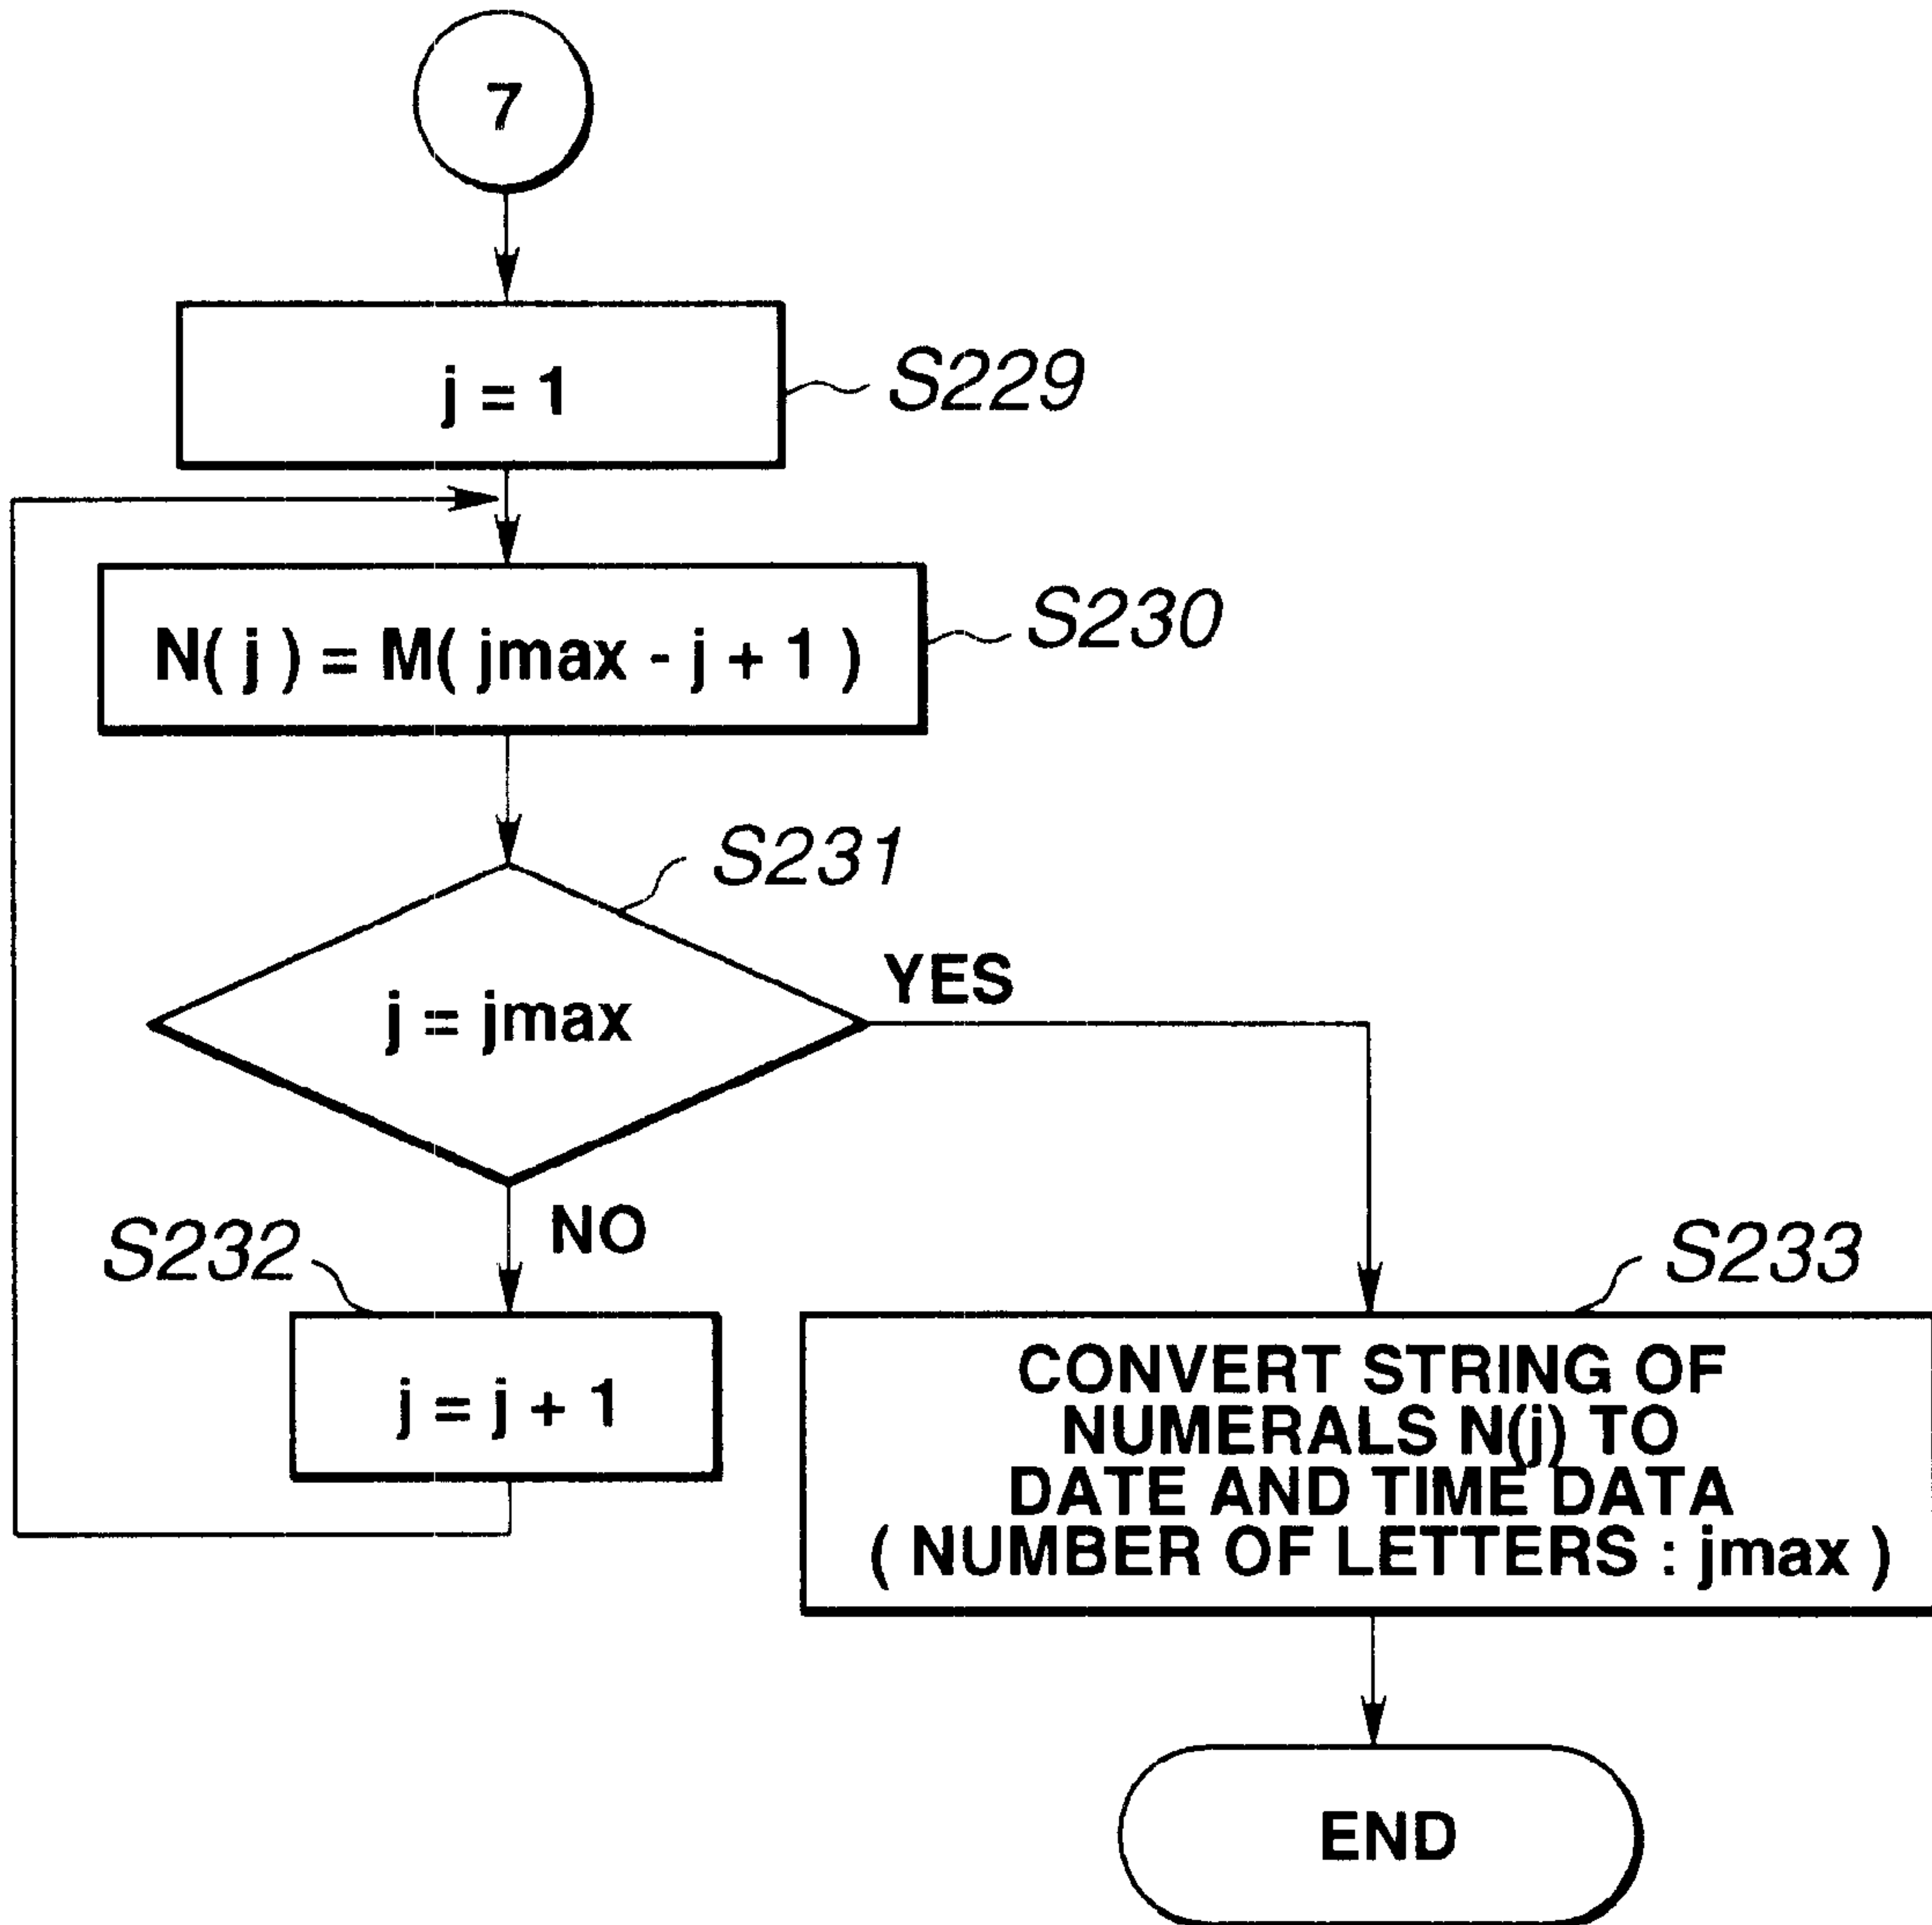 7
j = 1
S229
N( j ) = M( jmax - j + 1 )
S230
S231
j = jmax
YES
NO
S232
j = j + 1
S233
CONVERT STRING OF
NUMERALS N(j) TO
DATE AND TIME DATA
( NUMBER OF LETTERS : jmax )
END